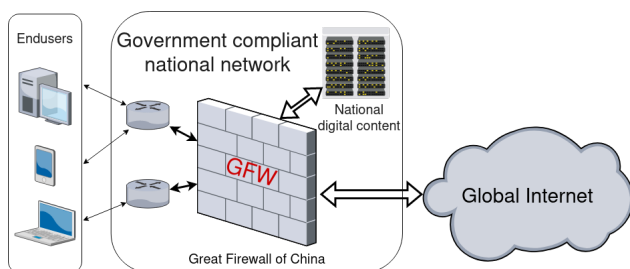 Endusers
Government compliant
national network
National
digital content
GFW
Global Internet
Great Firewall of China